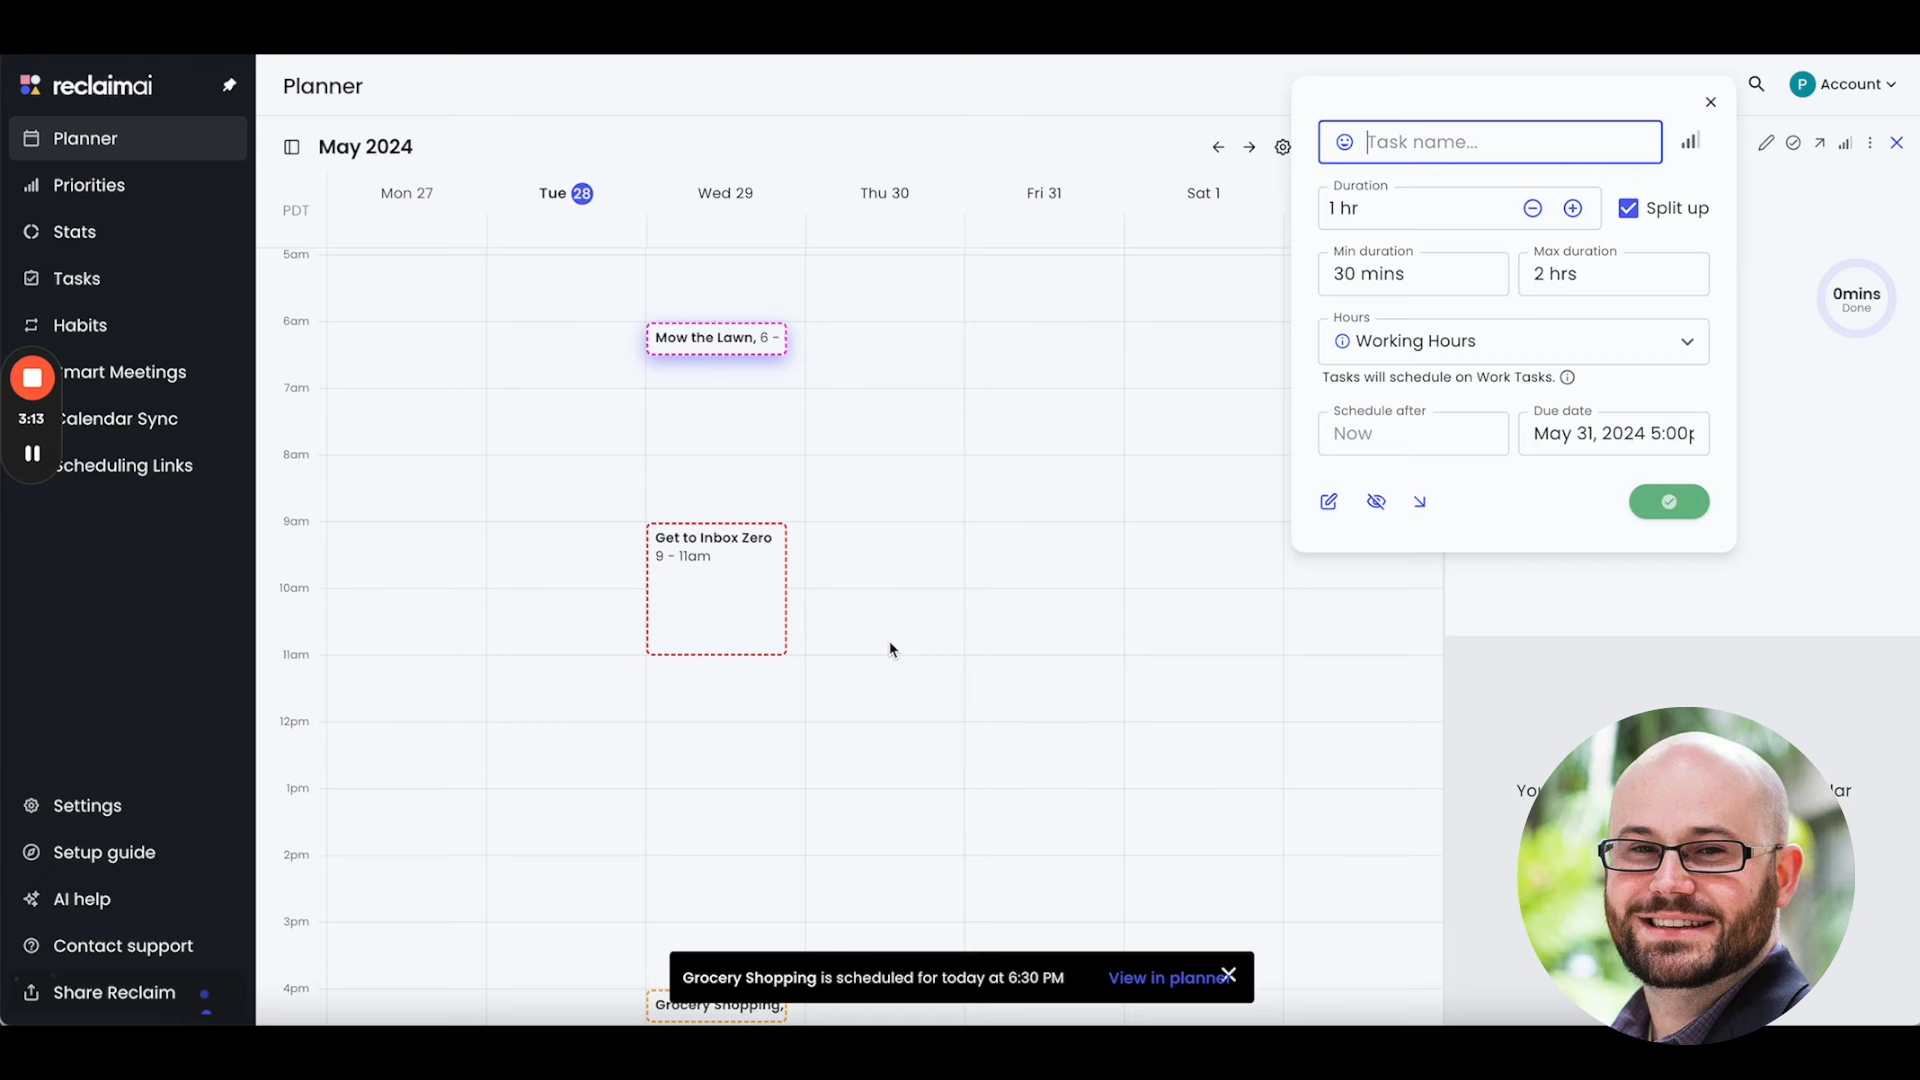 reclaimai
Planner
Priorities
Stats
Tasks
Habits
mart Meetings
3:13
alendar Sync
cheduling Links
Settings
Setup guide
AI help
Contact support
Share Reclaim
Planner
May 2024
PDT
Mon 27
Tue 28
Wed 29
Thu 30
Fri 31
Sat 1
5am
6am
7am
8am
9am
10am
11am
12pm
1pm
2pm
3pm
4pm
Mow the Lawn, 6 -
Get to Inbox Zero
9 - 11am
Grocery Shopping,
Grocery Shopping is scheduled for today at 6:30 PM
View in planner
P
Account
Task name...
Duration
1 hr
Split up
Min duration
30 mins
Max duration
2 hrs
Hours
Working Hours
Tasks will schedule on Work Tasks.
Schedule after
Now
Due date
May 31, 2024 5:00p
0mins
Done